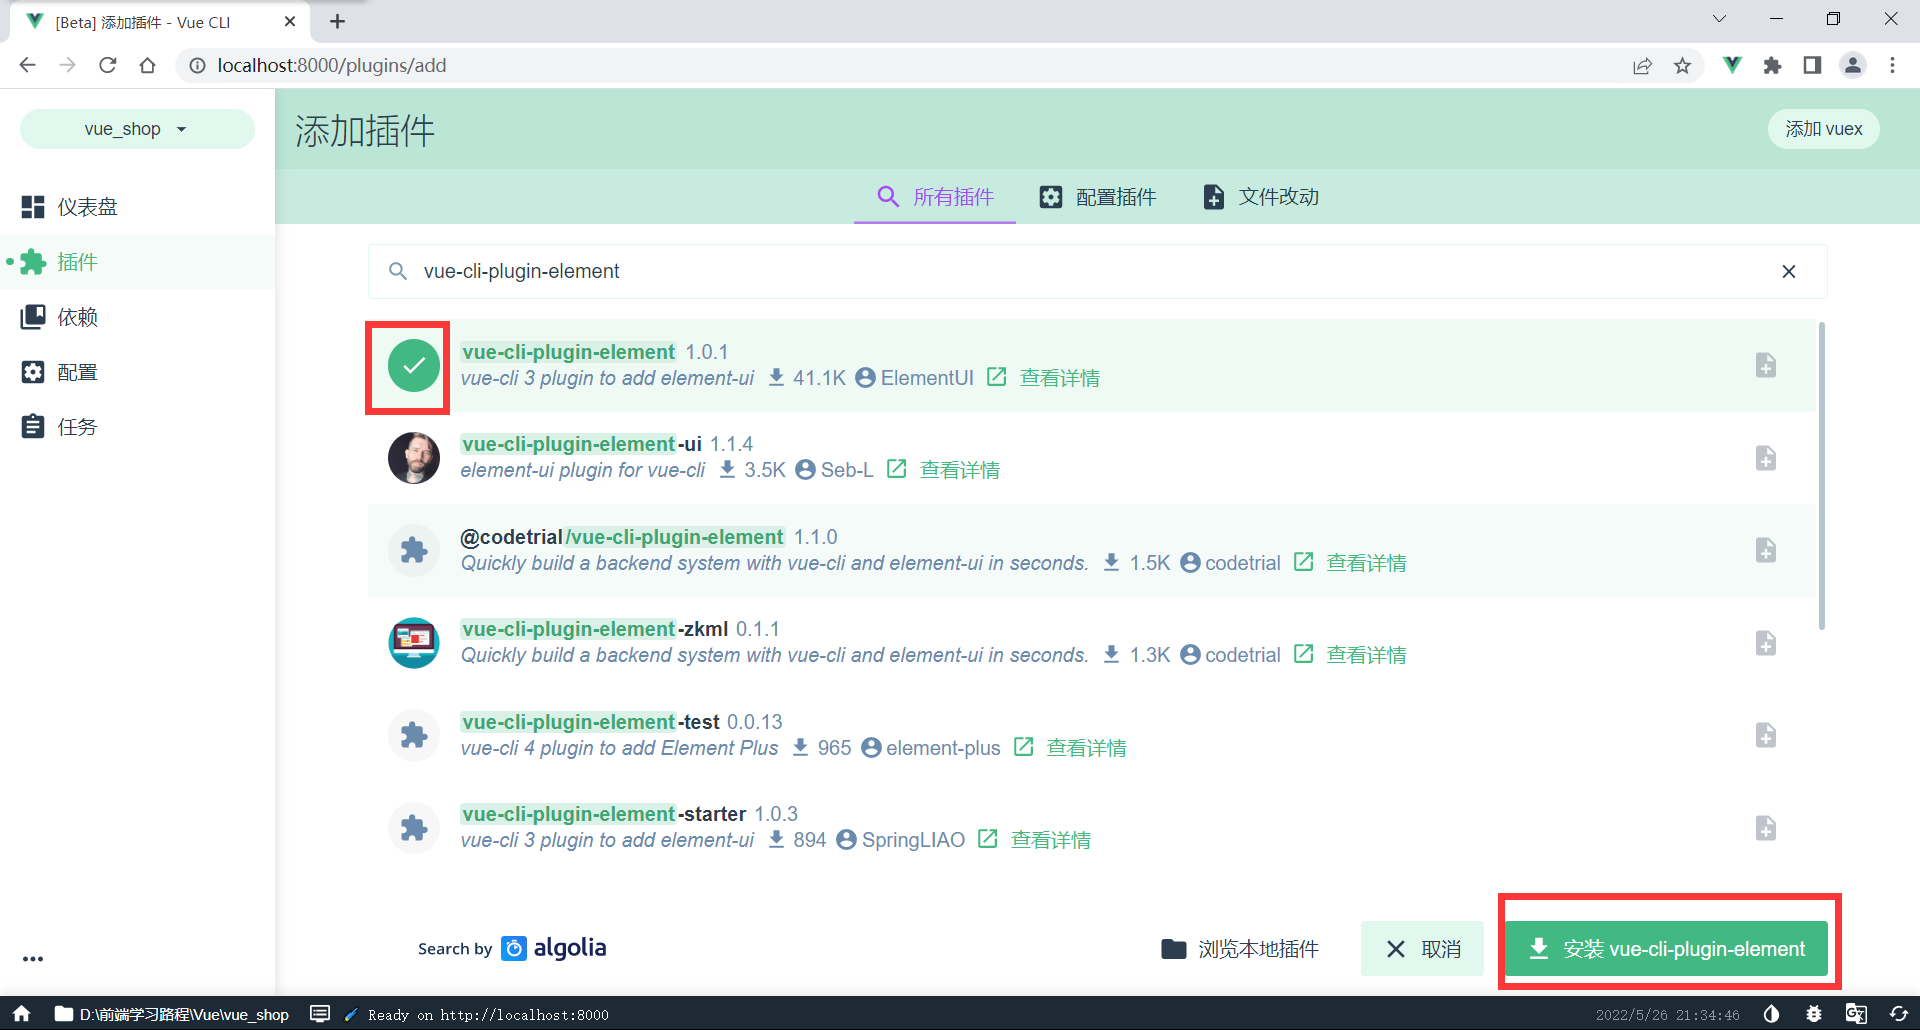 [Beta] 添加插件 - Vue CLI
localhost:8000/plugins/add
vue_shop
添加插件
添加 vuex
仪表盘
插件
依赖
配置
任务
所有插件
配置插件
文件改动
vue-cli-plugin-element
vue-cli-plugin-element 1.0.1
vue-cli 3 plugin to add element-ui 41.1K ElementUI 查看详情
vue-cli-plugin-element-ui 1.1.4
element-ui plugin for vue-cli 3.5K Seb-L 查看详情
@codetrial/vue-cli-plugin-element 1.1.0
Quickly build a backend system with vue-cli and element-ui in seconds. 1.5K codetrial 查看详情
vue-cli-plugin-element-zkml 0.1.1
Quickly build a backend system with vue-cli and element-ui in seconds. 1.3K codetrial 查看详情
vue-cli-plugin-element-test 0.0.13
vue-cli 4 plugin to add Element Plus 965 element-plus 查看详情
vue-cli-plugin-element-starter 1.0.3
vue-cli 3 plugin to add element-ui 894 SpringLIAO 查看详情
Search by algolia
浏览本地插件
取消
安装 vue-cli-plugin-element
D:\前端学习路程\Vue\vue_shop
Ready on http://localhost:8000
2022/5/26 21:34:46